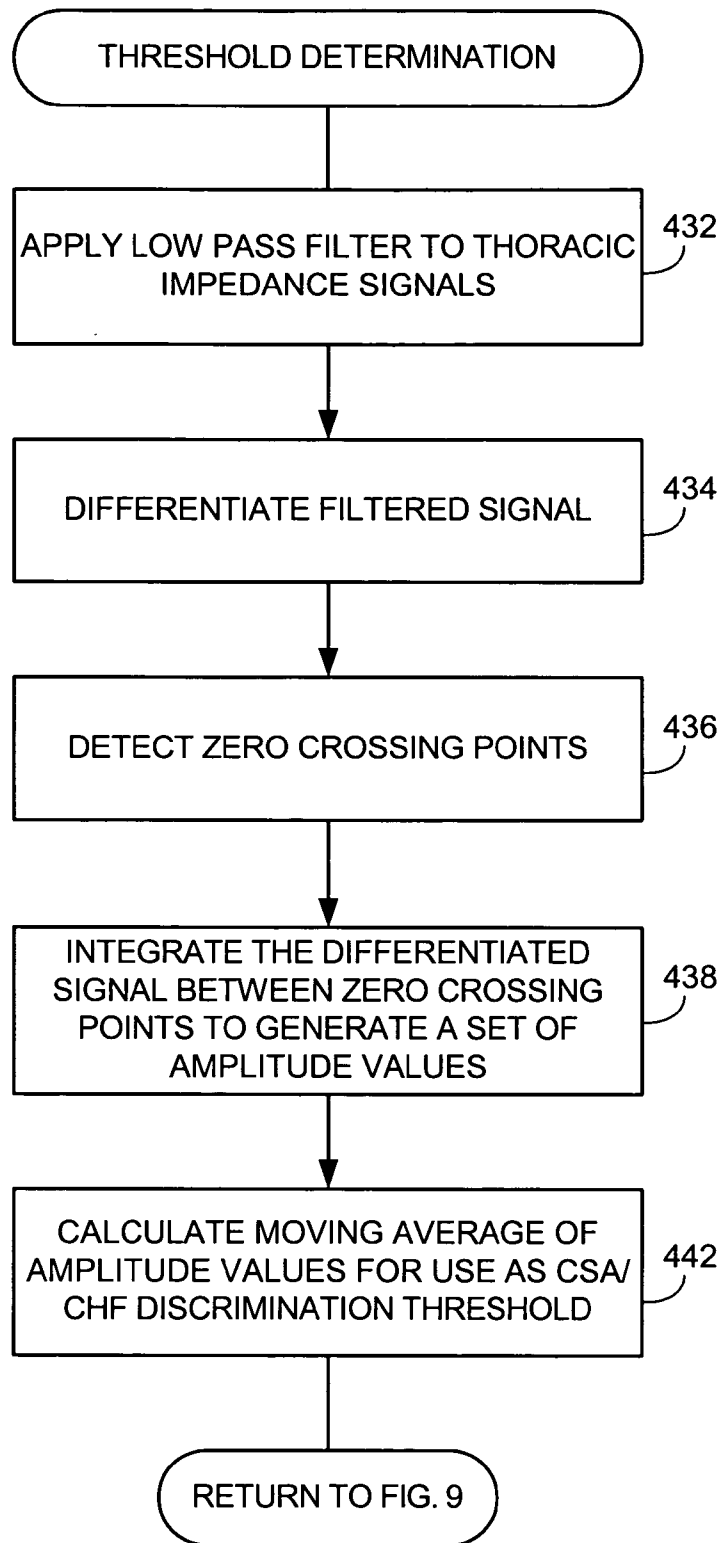 THRESHOLD DETERMINATION
APPLY LOW PASS FILTER TO THORACIC
IMPEDANCE SIGNALS
432
DIFFERENTIATE FILTERED SIGNAL
434
DETECT ZERO CROSSING POINTS
436
INTEGRATE THE DIFFERENTIATED
SIGNAL BETWEEN ZERO CROSSING
POINTS TO GENERATE A SET OF
AMPLITUDE VALUES
438
CALCULATE MOVING AVERAGE OF
AMPLITUDE VALUES FOR USE AS CSA/
CHF DISCRIMINATION THRESHOLD
442
RETURN TO FIG. 9